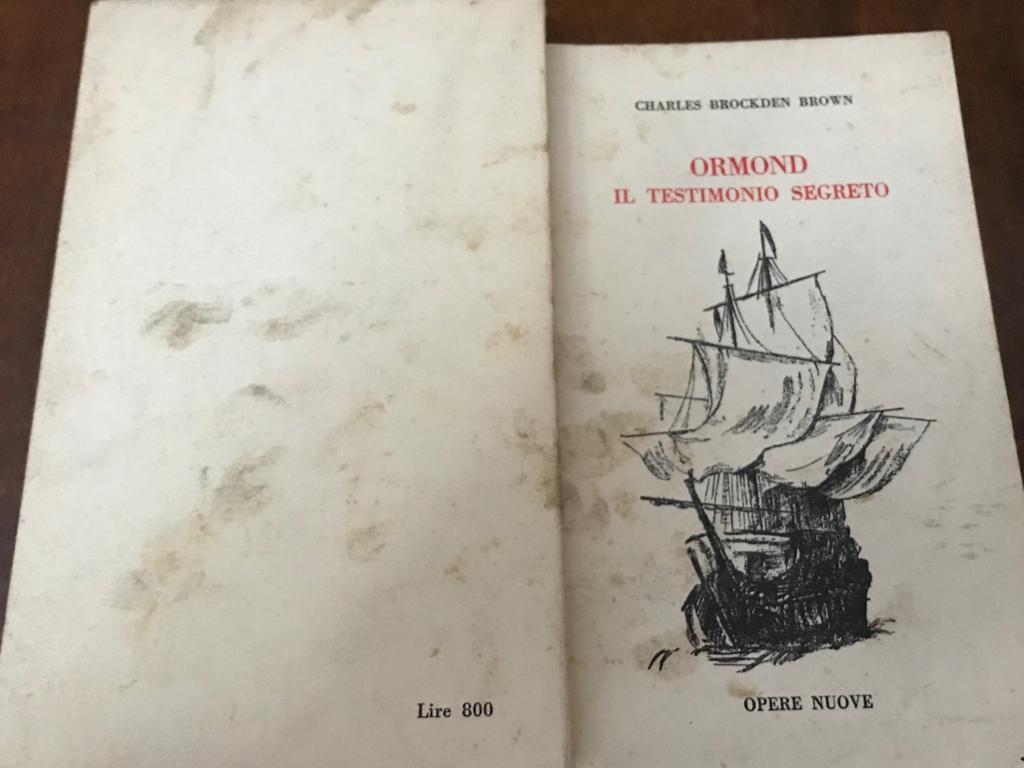 CHARLES BROCKDEN BROWN
ORMOND
IL TESTIMONIO SEGRETO
OPERE NUOVE
Lire 800